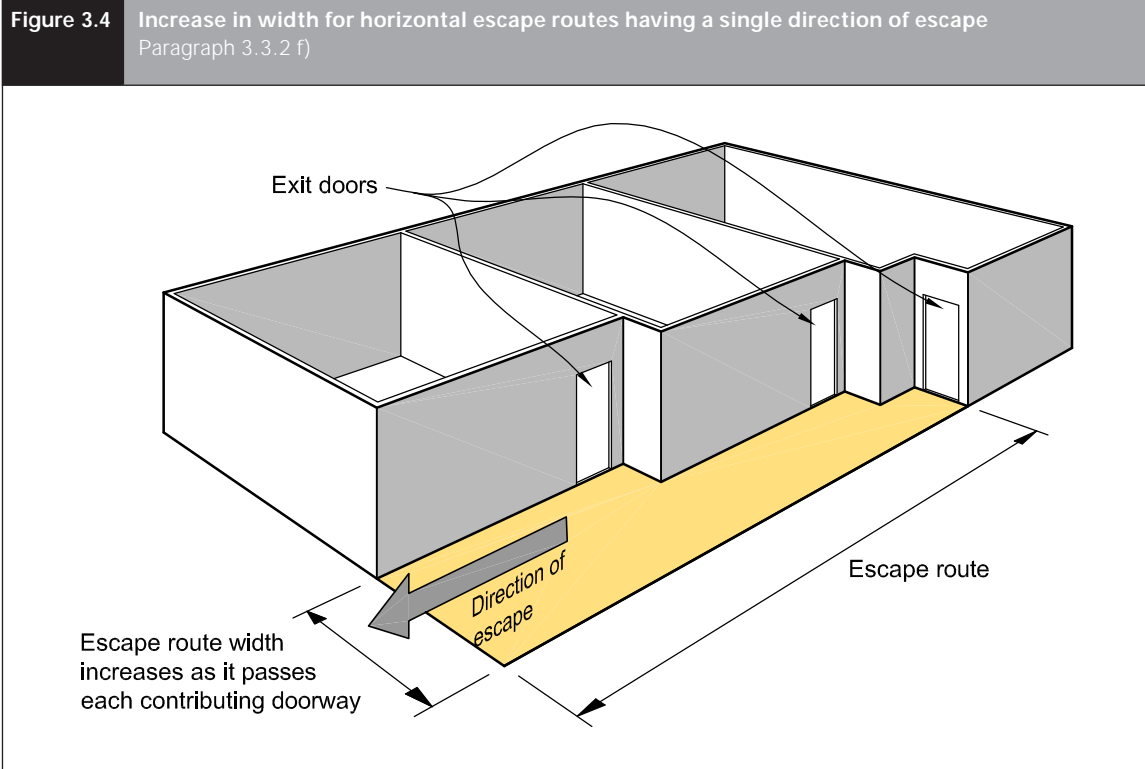 Figure 3.4
Increase in width for horizontal escape routes having a single direction of escape
Paragraph 3.3.2 f)
Exit doors
Escape route
Direction of
escape
Escape route width
increases as it passes
each contributing doorway